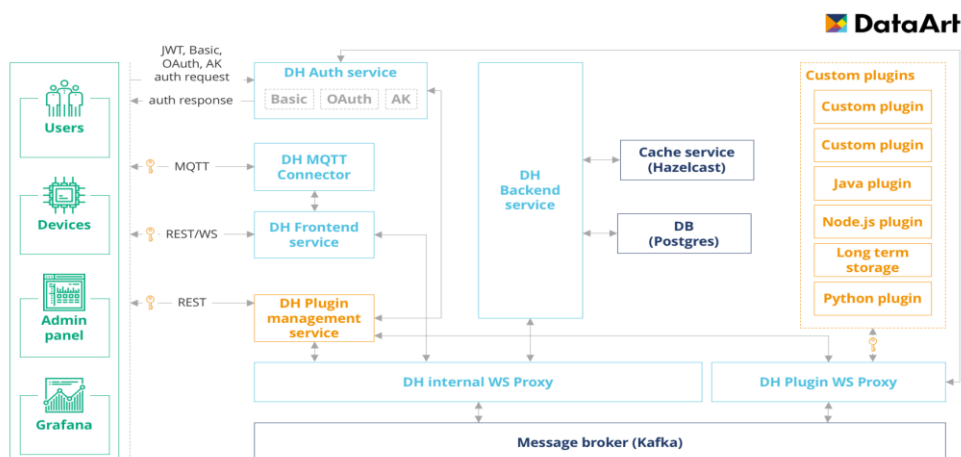 DataArt
JWT, Basic,
OAuth, AK
auth request
auth response
Users
Devices
Admin
panel
Grafana
MQTT
REST/WS
REST
DH Auth service
Basic
OAuth
AK
DH MQTT
Connector
DH Frontend
service
DH Plugin
management
service
DH
Backend
service
Cache service
(Hazelcast)
DB
(Postgres)
Custom plugins
Custom plugin
Custom plugin
Java plugin
Node.js plugin
Long term
storage
Python plugin
DH internal WS Proxy
DH Plugin WS Proxy
Message broker (Kafka)